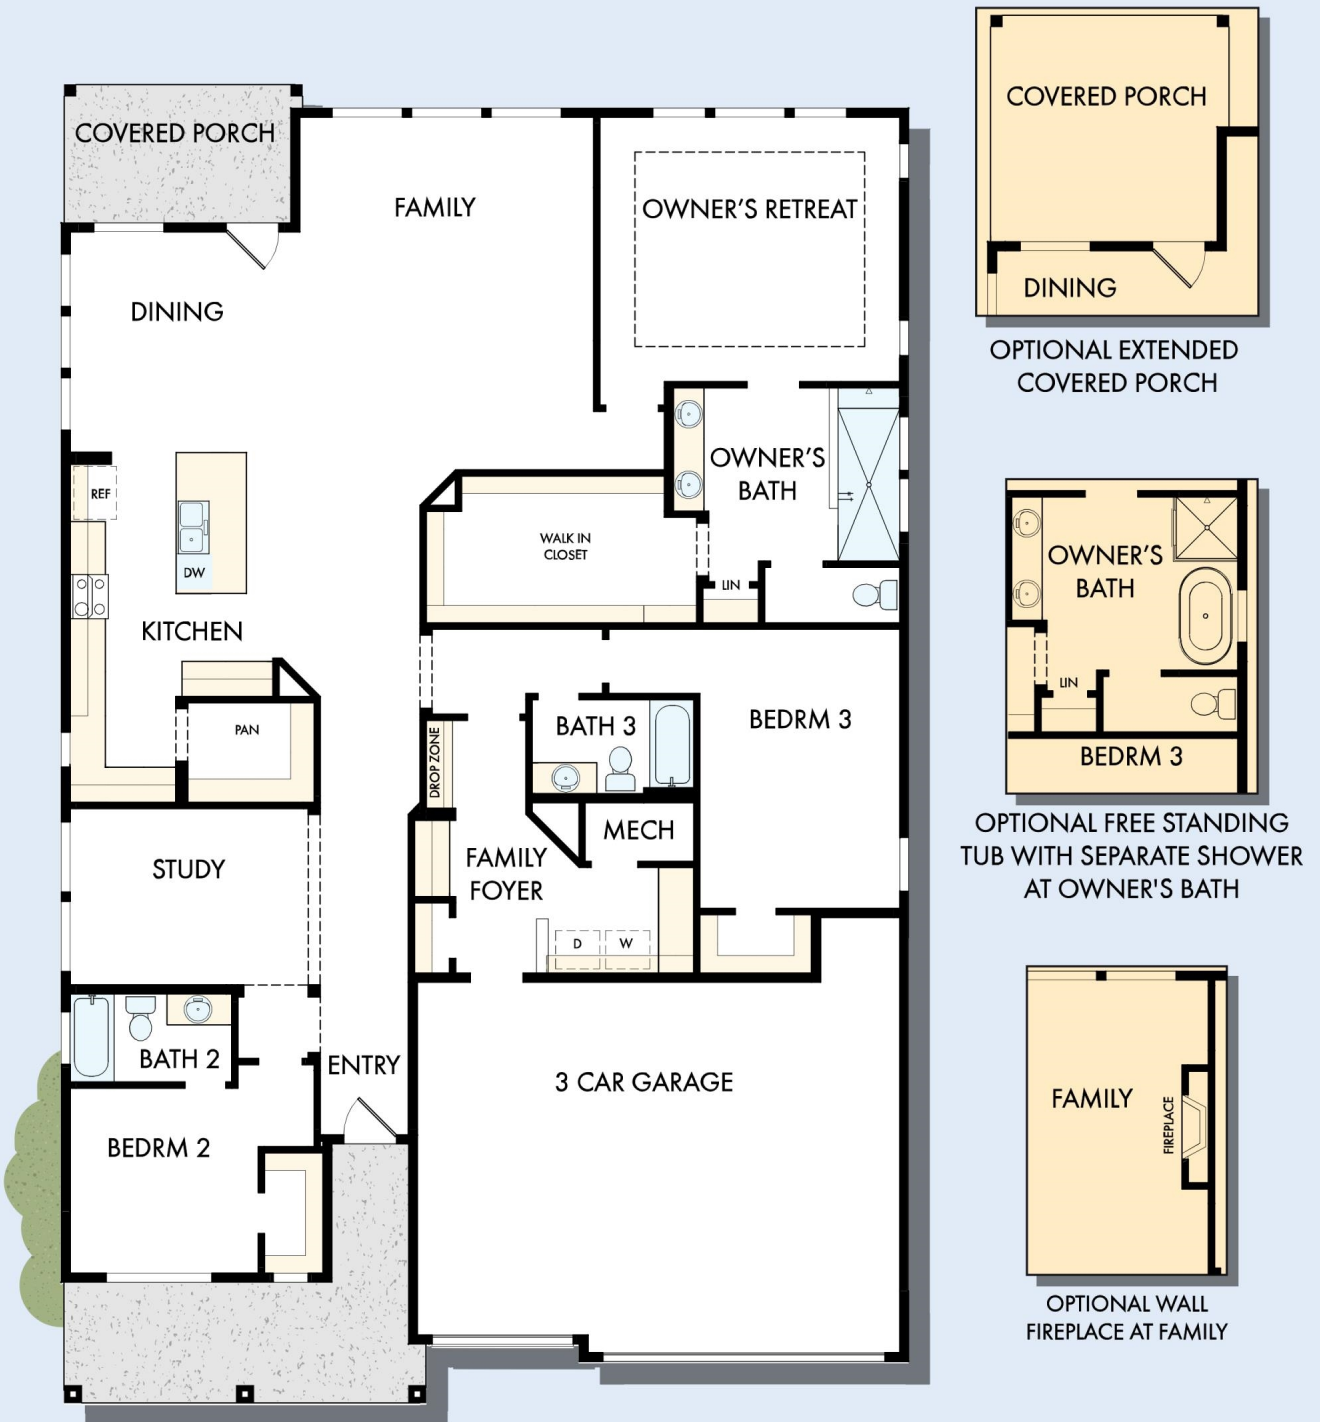 COVERED PORCH
FAMILY
OWNER'S RETREAT
DINING
REF
DW
KITCHEN
PAN
WALK IN
CLOSET
OWNER'S
BATH
LIN
BATH 3
BEDRM 3
DROP ZONE
MECH
FAMILY
FOYER
D
W
STUDY
BATH 2
ENTRY
BEDRM 2
3 CAR GARAGE
COVERED PORCH
DINING
OPTIONAL EXTENDED
COVERED PORCH
OWNER'S
BATH
LIN
BEDRM 3
OPTIONAL FREE STANDING
TUB WITH SEPARATE SHOWER
AT OWNER'S BATH
FAMILY
FIREPLACE
OPTIONAL WALL
FIREPLACE AT FAMILY